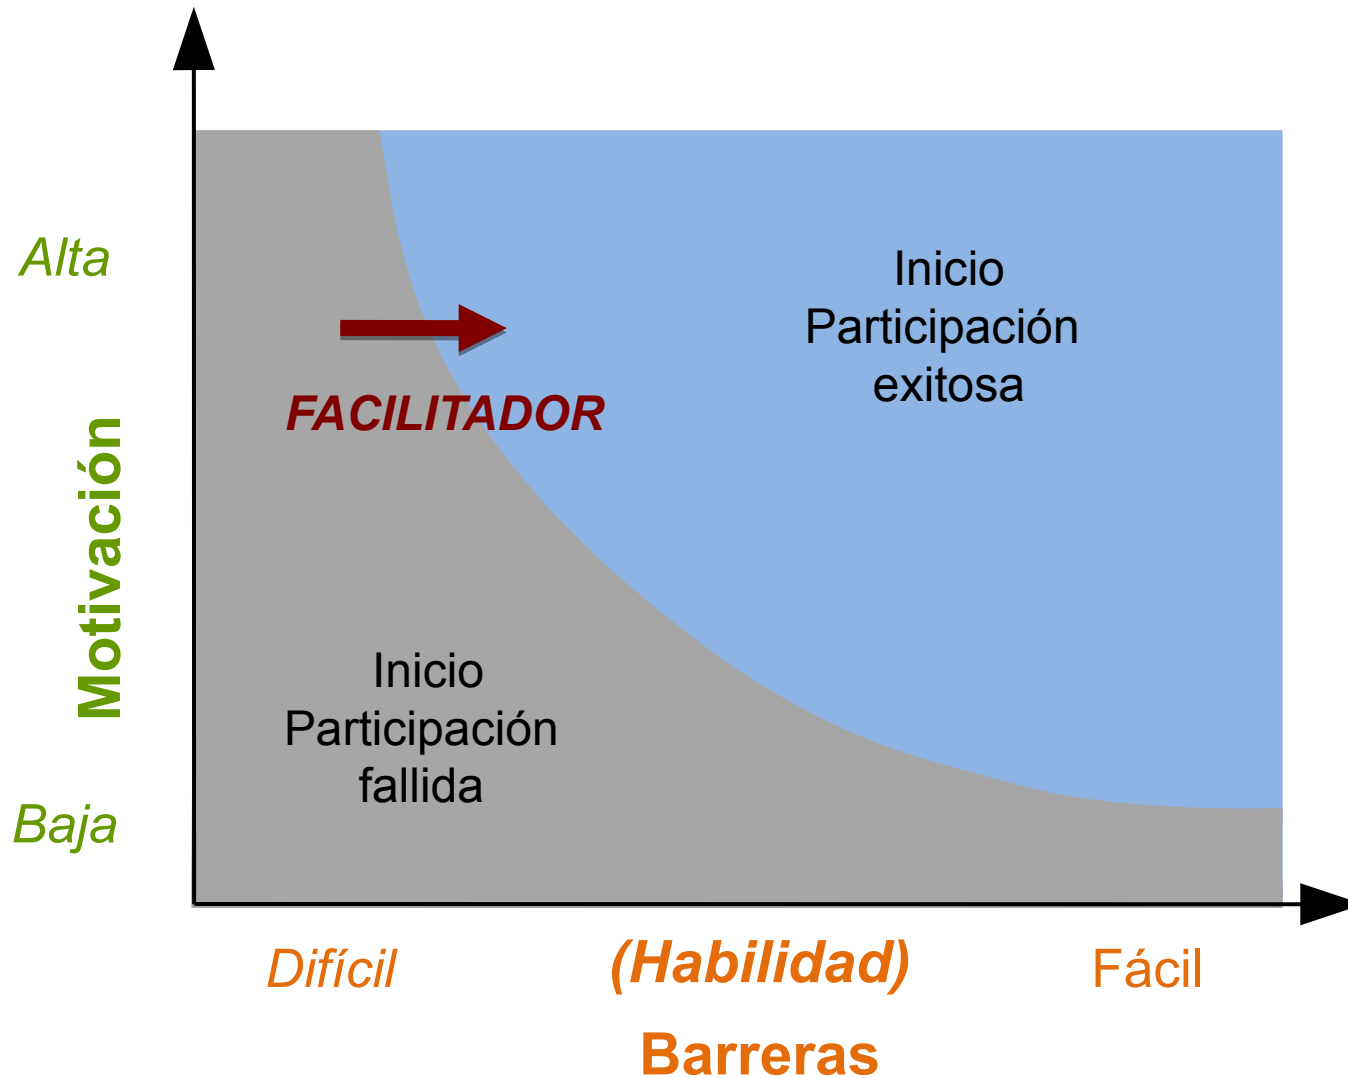 Alta
Inicio
Participación
exitosa
FACILITADOR
Motivación
Inicio
Participación
fallida
Baja
Difícil
(Habilidad)
Fácil
Barreras